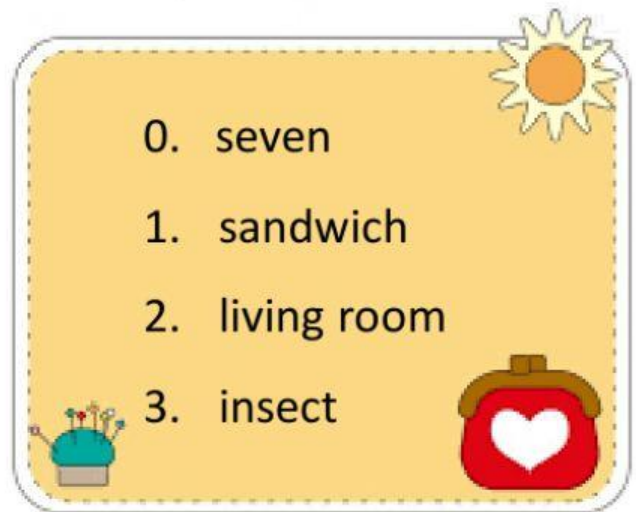 0. seven
1. sandwich
2. living room
3. insect